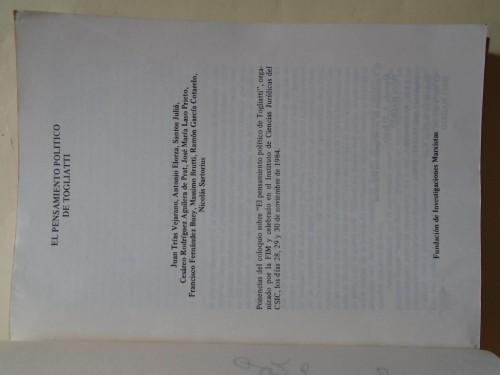 EL PENSAMIENTO POLITICO
DE TOGLIATTI
Juan Trías Vejarano, Antonio Elorza, Santos Juliá,
Cesáreo Rodríguez Aguilera de Prat, José María Laso Prieto,
Francisco Fernández Buey, Massimo Brutti, Ramón García Cotarelo,
Nicolás Sartorius
Ponencias del coloquio sobre "El pensamiento político de Togliatti", orga-
nizado por la FIM y celebrado en el Instituto de Ciencias Jurídicas del
CSIC, los días 28, 29 y 30 de noviembre de 1984.
Fundación de Investigaciones Marxistas